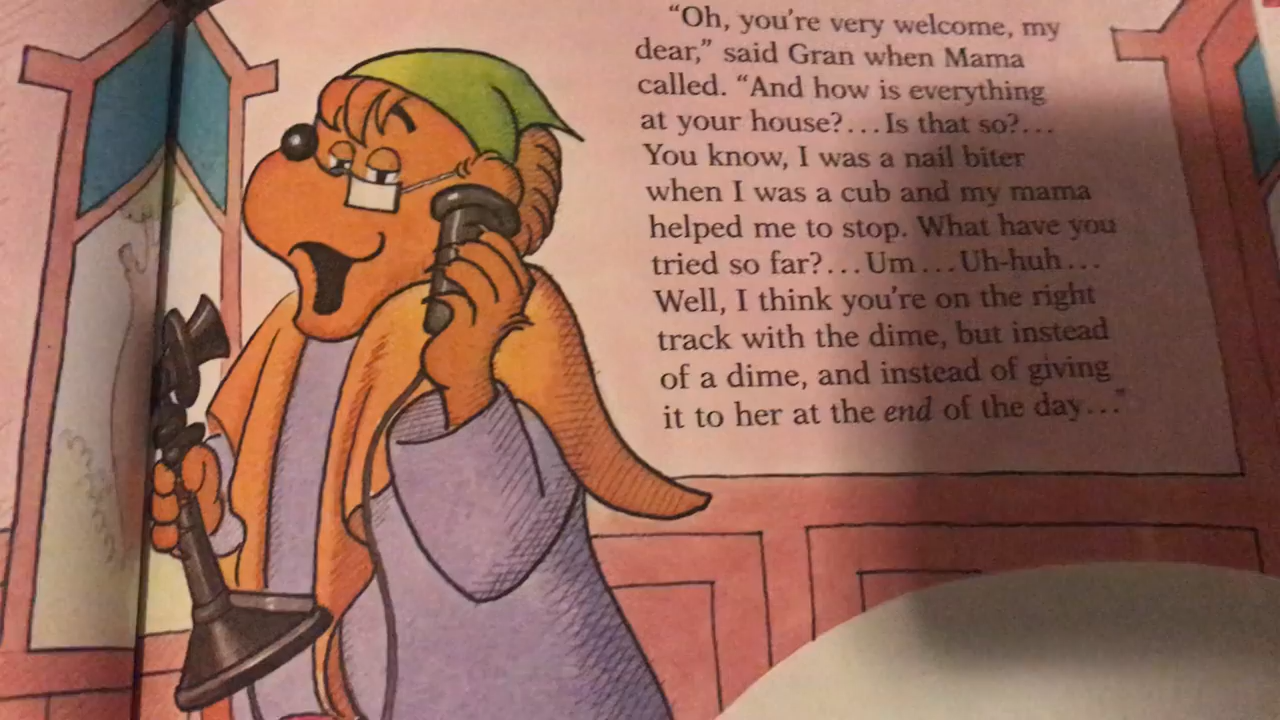 “Oh, you’re very welcome, my
dear,” said Gran when Mama
called. “And how is everything
at your house?...Is that so?...
You know, I was a nail biter
when I was a cub and my mama
helped me to stop. What have you
tried so far?...Um...Uh-huh...
Well, I think you’re on the right
track with the dime, but instead
of a dime, and instead of giving
it to her at the end of the day...”